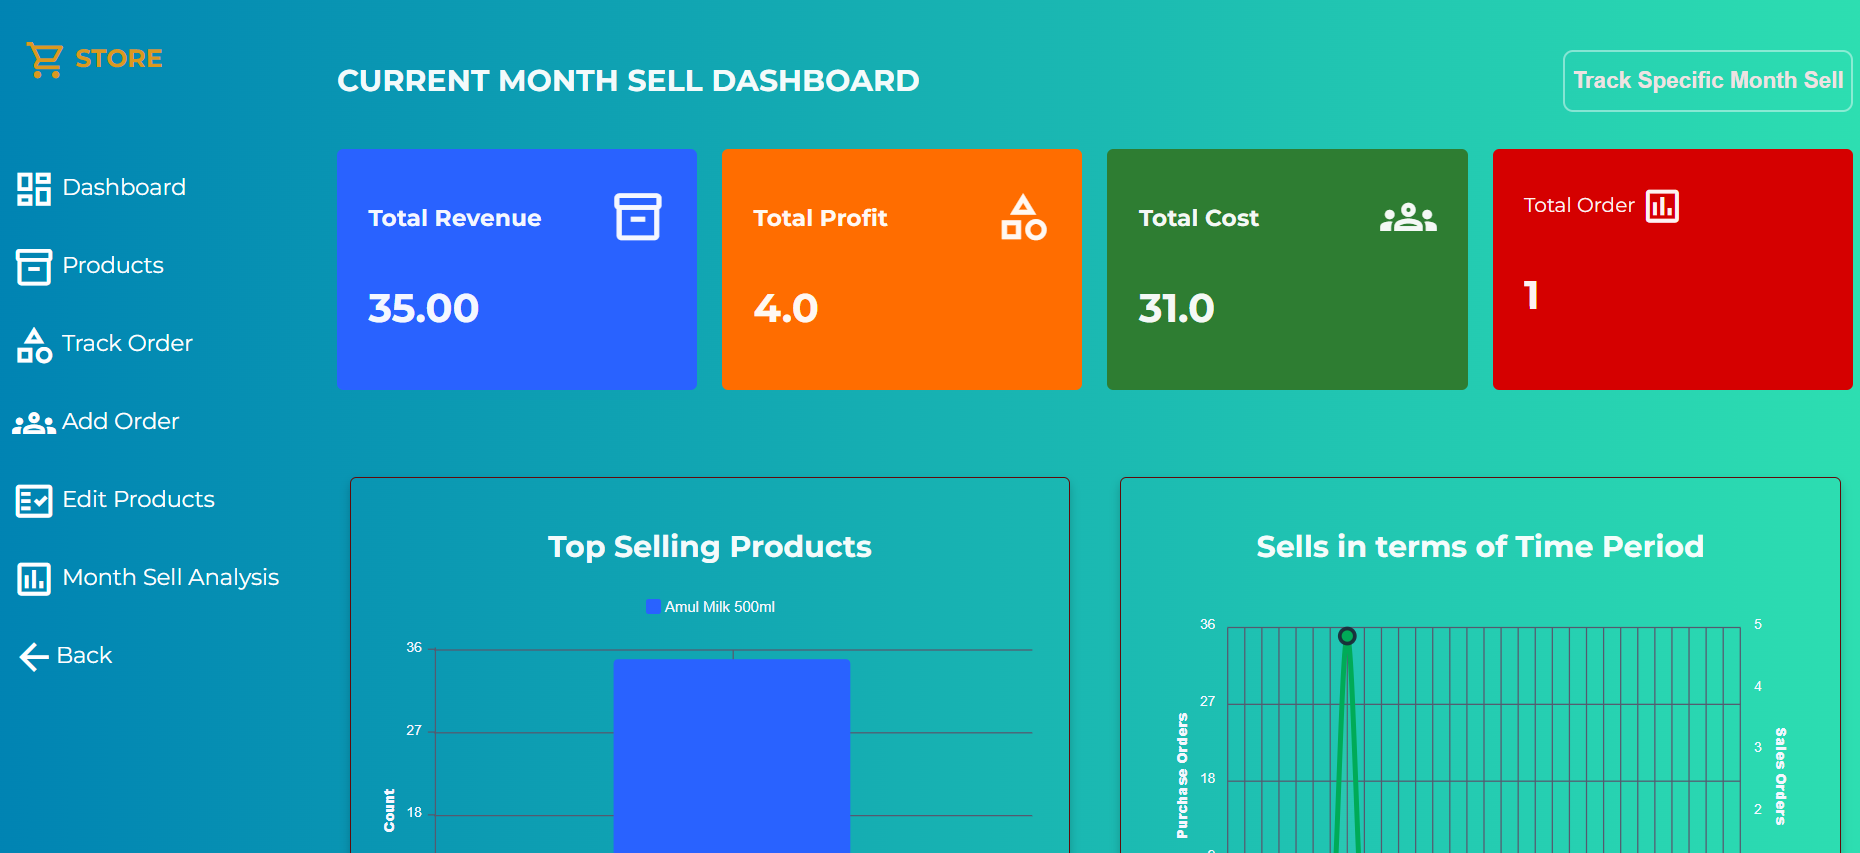 STORE
Dashboard
Products
Track Order
Add Order
Edit Products
Month Sell Analysis
Back
CURRENT MONTH SELL DASHBOARD
Track Specific Month Sell
Total Revenue
35.00
Total Profit
4.0
Total Cost
31.0
Total Order
1
Top Selling Products
Amul Milk 500ml
36
27
18
Count
Sells in terms of Time Period
36
27
18
Purchase Orders
5
4
3
2
Sales Orders